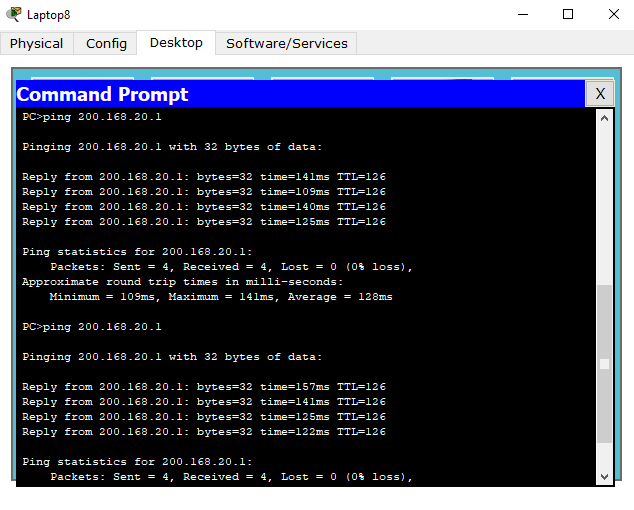 Laptop8
Physical Config Desktop Software/Services
Command Prompt X
PC>ping 200.168.20.1
Pinging 200.168.20.1 with 32 bytes of data:
Reply from 200.168.20.1: bytes=32 time=141ms TTL=126
Reply from 200.168.20.1: bytes=32 time=109ms TTL=126
Reply from 200.168.20.1: bytes=32 time=140ms TTL=126
Reply from 200.168.20.1: bytes=32 time=125ms TTL=126
Ping statistics for 200.168.20.1:
Packets: Sent = 4, Received = 4, Lost = 0 (0% loss),
Approximate round trip times in milli-seconds:
Minimum = 109ms, Maximum = 141ms, Average = 128ms
PC>ping 200.168.20.1
Pinging 200.168.20.1 with 32 bytes of data:
Reply from 200.168.20.1: bytes=32 time=157ms TTL=126
Reply from 200.168.20.1: bytes=32 time=141ms TTL=126
Reply from 200.168.20.1: bytes=32 time=125ms TTL=126
Reply from 200.168.20.1: bytes=32 time=122ms TTL=126
Ping statistics for 200.168.20.1:
Packets: Sent = 4, Received = 4, Lost = 0 (0% loss),